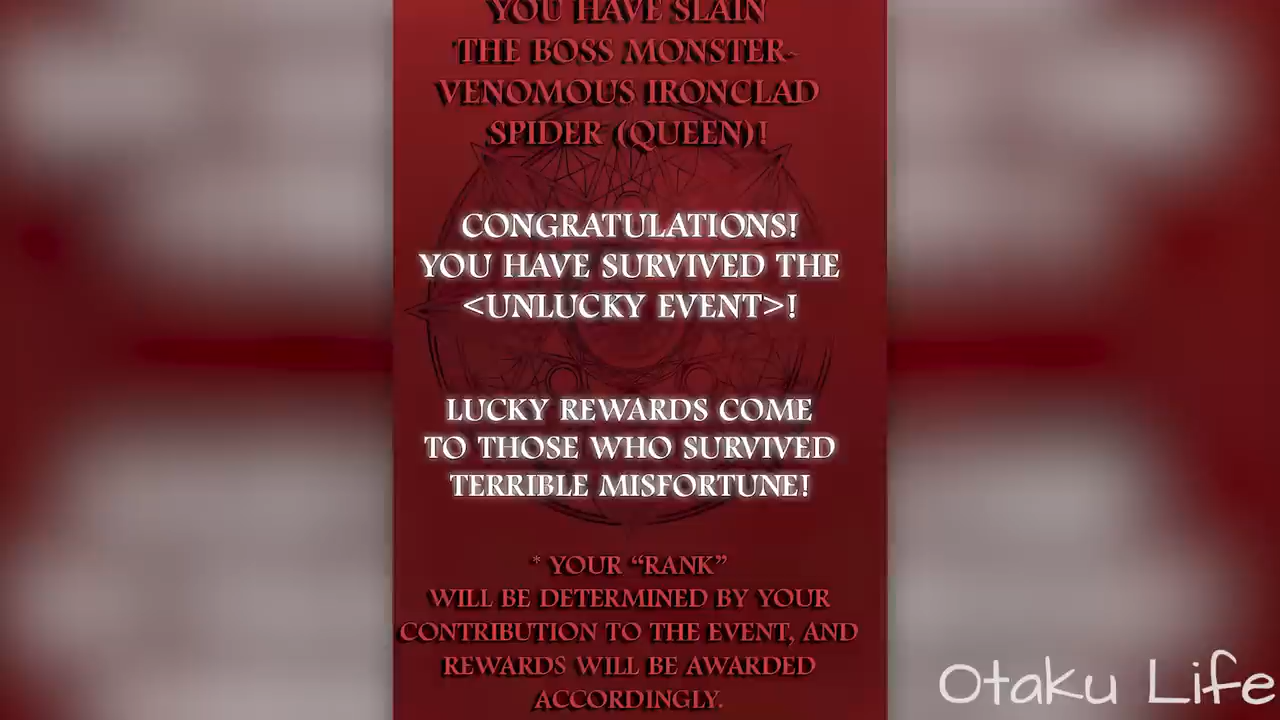 YOU HAVE SLAIN
THE BOSS MONSTER-
VENOMOUS IRONCLAD
SPIDER (QUEEN)!
CONGRATULATIONS!
YOU HAVE SURVIVED THE
<UNLUCKY EVENT>!
LUCKY REWARDS COME
TO THOSE WHO SURVIVED
TERRIBLE MISFORTUNE!
* YOUR “RANK”
WILL BE DETERMINED BY YOUR
CONTRIBUTION TO THE EVENT, AND
REWARDS WILL BE AWARDED
ACCORDINGLY.
Otaku Life